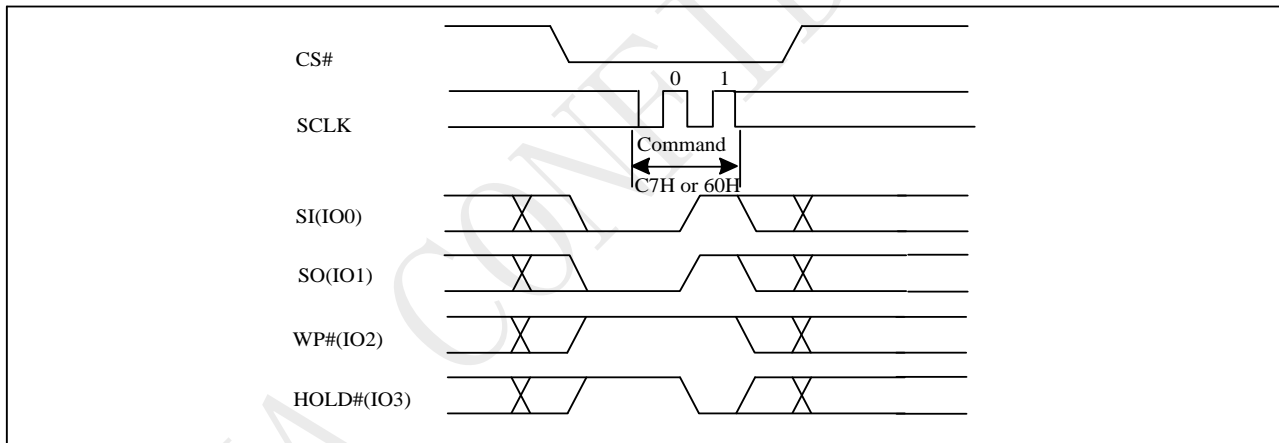 CS#
0 1
SCLK
Command
C7H or 60H
SI(IO0)
SO(IO1)
WP#(IO2)
HOLD#(IO3)